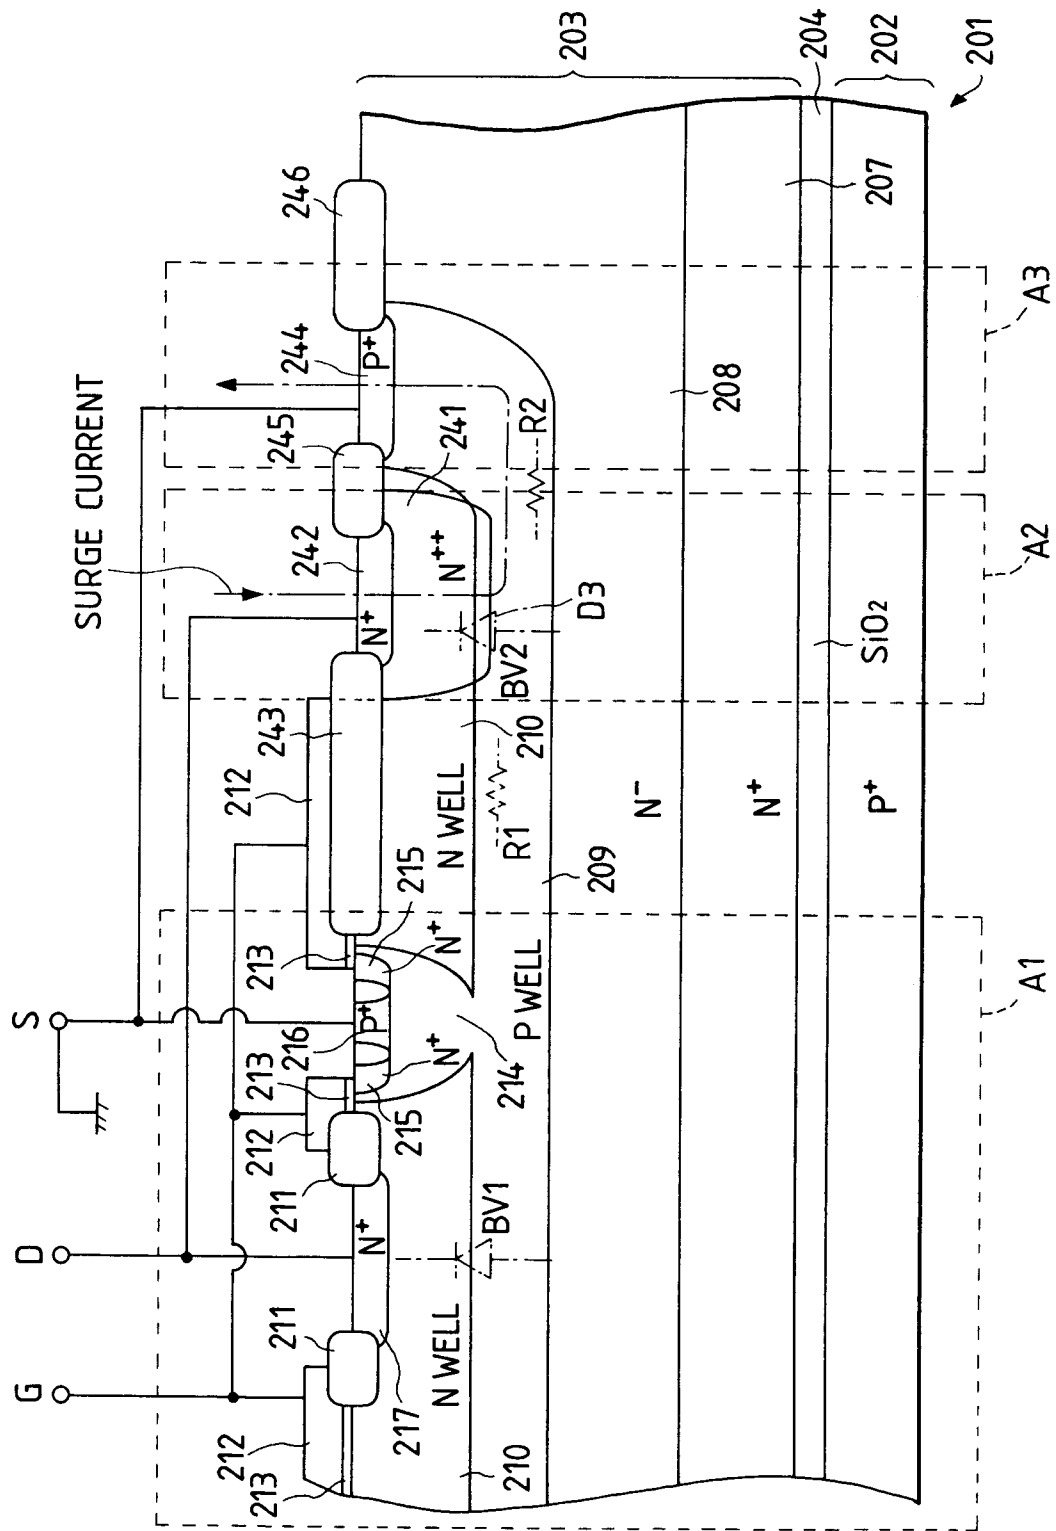 SURGE CURRENT
G
D
S
212
213
211
217
211
212
213
216
213
212
243
242
245
244
246
N+
N+
P+
N+
215
215
N+
P+
N++
241
214
N WELL
210
BV1
P WELL
N WELL
210
R1
BV2
D3
R2
209
208
207
203
204
202
201
N-
N+
SiO2
P+
A1
A2
A3